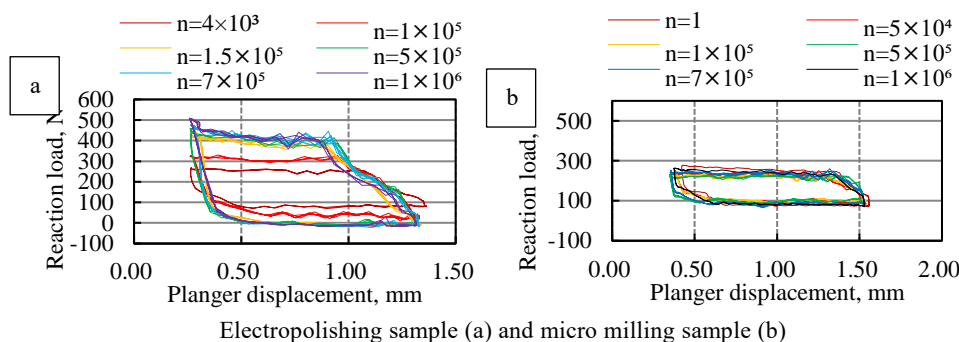 n=4×10³ n=1×10⁵
n=1.5×10⁵ n=5×10⁵
n=7×10⁵ n=1×10⁶
a
600
500
400
300
200
100
0
-100
Reaction load, N
0.00 0.50 1.00 1.50
Planger displacement, mm
n=1 n=5×10⁴
n=1×10⁵ n=5×10⁵
n=7×10⁵ n=1×10⁶
b
500
300
100
-100
Reaction load,
0.00 0.50 1.00 1.50 2.00
Planger displacement, mm
Electropolishing sample (a) and micro milling sample (b)